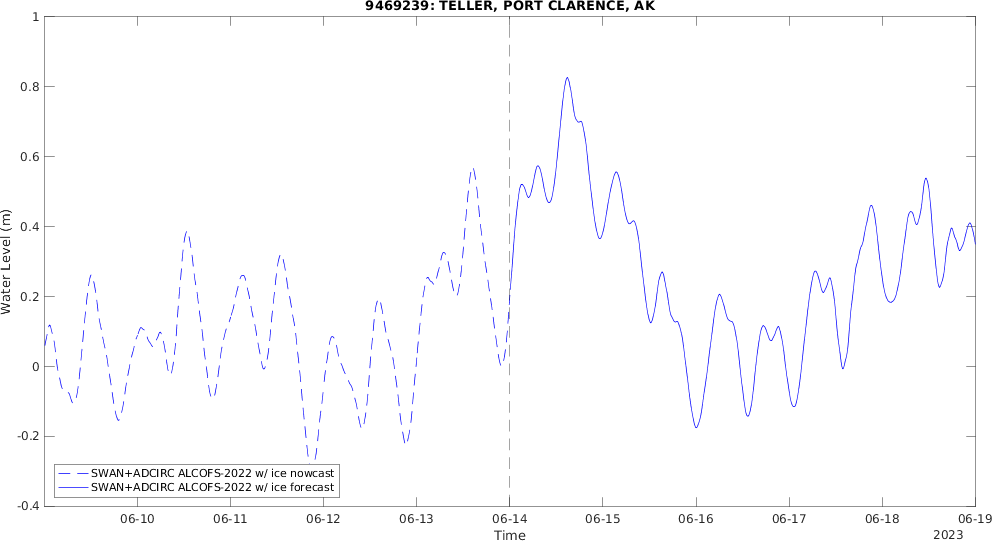 9469239: TELLER, PORT CLARENCE, AK
Water Level (m)
1
0.8
0.6
0.4
0.2
0
-0.2
-0.4
SWAN+ADCIRC ALCOFS-2022 w/ ice nowcast
SWAN+ADCIRC ALCOFS-2022 w/ ice forecast
06-10 06-11 06-12 06-13 06-14 06-15 06-16 06-17 06-18 06-19
Time
2023